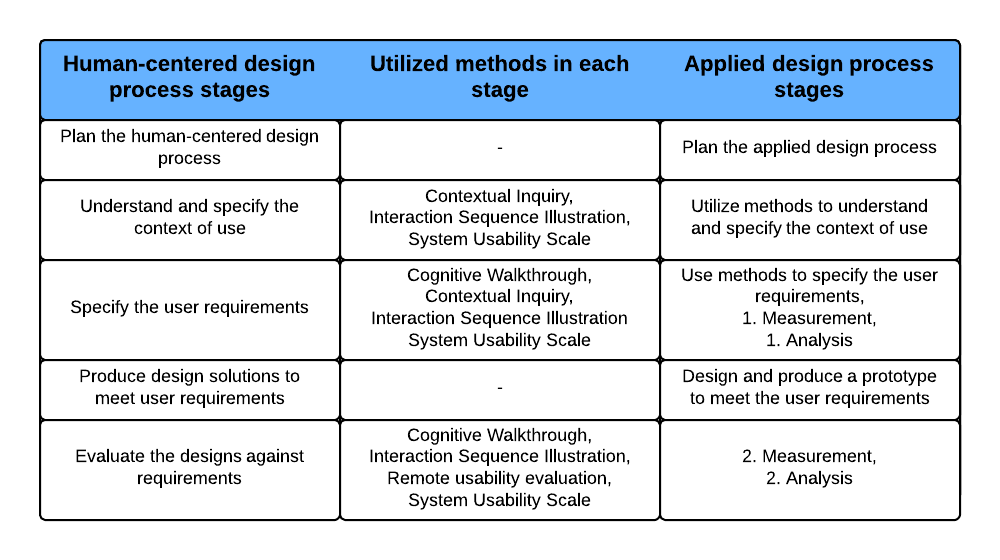 Human-centered design
process stages
Utilized methods in each
stage
Applied design process
stages
Plan the human-centered design
process
-
Plan the applied design process
Understand and specify the
context of use
Contextual Inquiry,
Interaction Sequence Illustration,
System Usability Scale
Utilize methods to understand
and specify the context of use
Specify the user requirements
Cognitive Walkthrough,
Contextual Inquiry,
Interaction Sequence Illustration
System Usability Scale
Use methods to specify the user
requirements,
1. Measurement,
1. Analysis
Produce design solutions to
meet user requirements
-
Design and produce a prototype
to meet the user requirements
Evaluate the designs against
requirements
Cognitive Walkthrough,
Interaction Sequence Illustration,
Remote usability evaluation,
System Usability Scale
2. Measurement,
2. Analysis